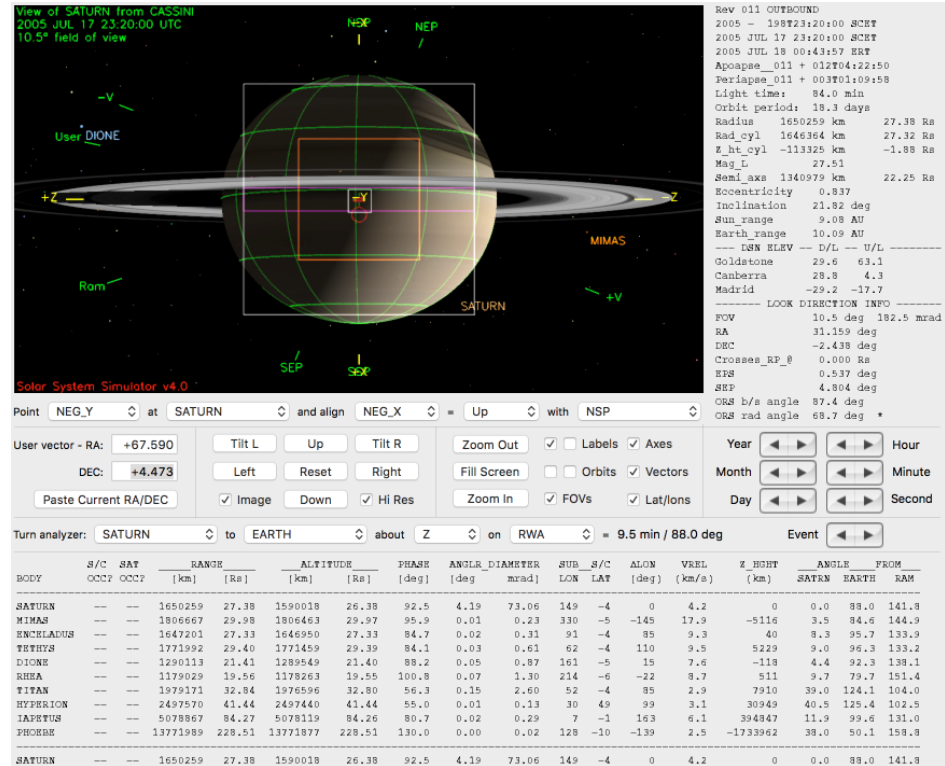 View of SATURN from CASSINI
2005 JUL 17 23:20:00 UTC
10.5° field of view
NSP
-X
NEP
-V
User
DIONE
+Z
-Y
-Z
MIMAS
Ram
+V
SATURN
SEP
SSP
+X
Solar System Simulator v4.0
Rev 011 OUTBOUND
2005 - 198T23:20:00 SCET
2005 JUL 17 23:20:00 SCET
2005 JUL 18 00:43:57 ERT
Apoapse__011 + 012T04:22:50
Periapse_011 + 003T01:09:58
Light time: 84.0 min
Orbit period: 18.3 days
Radius 1650259 km 27.38 Rs
Rad_cyl 1646364 km 27.32 Rs
Z_ht_cyl -113325 km -1.88 Rs
Mag_L 27.51
Semi_axs 1340979 km 22.25 Rs
Eccentricity 0.837
Inclination 21.82 deg
Sun_range 9.08 AU
Earth_range 10.09 AU
--- DSN ELEV -- D/L -- U/L -------
Goldstone 29.6 63.1
Canberra 28.8 4.3
Madrid -29.2 -17.7
------- LOOK DIRECTION INFO -------
FOV 10.5 deg 182.5 mrad
RA 31.159 deg
DEC -2.438 deg
Crosses_RP_@ 0.000 Rs
EPS 0.537 deg
SEP 4.804 deg
ORS b/s angle 87.4 deg
ORS rad angle 68.7 deg *
Point NEG_Y at SATURN and align NEG_X = Up with NSP
User vector - RA: +67.590 Tilt L Up Tilt R Zoom Out Labels Axes Year Hour
DEC: +4.473 Left Reset Right Fill Screen Orbits Vectors Month Minute
Paste Current RA/DEC Image Down Hi Res Zoom In FOVs Lat/lons Day Second
Turn analyzer: SATURN to EARTH about Z on RWA = 9.5 min / 88.0 deg Event
S/C SAT RANGE ALTITUDE PHASE ANGLR_DIAMETER SUB_S/C ΔLON VREL Z_HGHT ANGLE FROM
BODY OCC? OCC? [km] [Rs] [km] [Rs] [deg] [deg mrad] LON LAT [deg] (km/s) (km) SATRN EARTH RAM
SATURN -- -- 1650259 27.38 1590018 26.38 92.5 4.19 73.06 149 -4 0 4.2 0 0.0 88.0 141.8
MIMAS -- -- 1806667 29.98 1806463 29.97 95.9 0.01 0.23 330 -5 -145 17.9 -5116 3.5 84.6 144.9
ENCELADUS -- -- 1647201 27.33 1646950 27.33 84.7 0.02 0.31 91 -4 85 9.3 40 8.3 95.7 133.9
TETHYS -- -- 1771992 29.40 1771459 29.39 84.1 0.03 0.61 62 -4 110 9.5 5229 9.0 96.3 133.2
DIONE -- -- 1290113 21.41 1289549 21.40 88.2 0.05 0.87 161 -5 15 7.6 -118 4.4 92.3 138.1
RHEA -- -- 1179029 19.56 1178263 19.55 100.8 0.07 1.30 214 -6 -22 8.7 511 9.7 79.7 151.4
TITAN -- -- 1979171 32.84 1976596 32.80 56.3 0.15 2.60 52 -4 85 2.9 7910 39.0 124.1 104.0
HYPERION -- -- 2497570 41.44 2497440 41.44 55.0 0.01 0.13 30 49 99 3.1 30949 40.5 125.4 102.5
IAPETUS -- -- 5078867 84.27 5078119 84.26 80.7 0.02 0.29 7 -1 163 6.1 394847 11.9 99.6 131.0
PHOEBE -- -- 13771989 228.51 13771877 228.51 130.0 0.00 0.02 128 -10 -139 2.5 -1733962 38.0 50.1 158.8
SATURN -- -- 1650259 27.38 1590018 26.38 92.5 4.19 73.06 149 -4 0 4.2 0 0.0 88.0 141.8